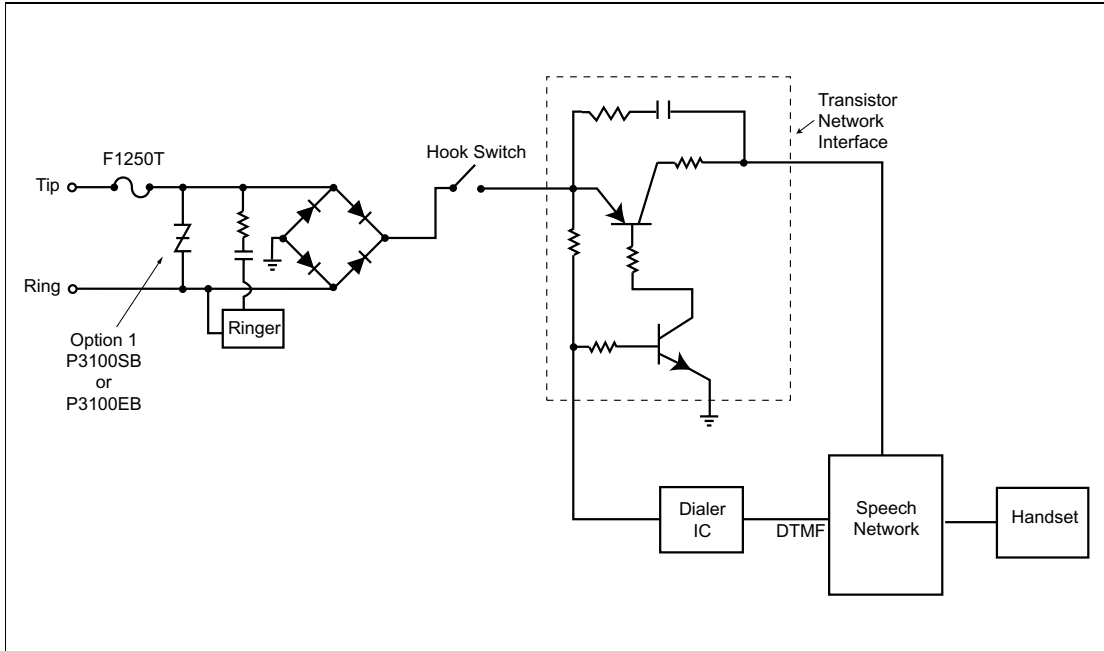 Transistor
Network
Interface
F1250T
Hook Switch
Tip
Ring
Ringer
Option 1
P3100SB
or
P3100EB
Dialer
IC
DTMF
Speech
Network
Handset